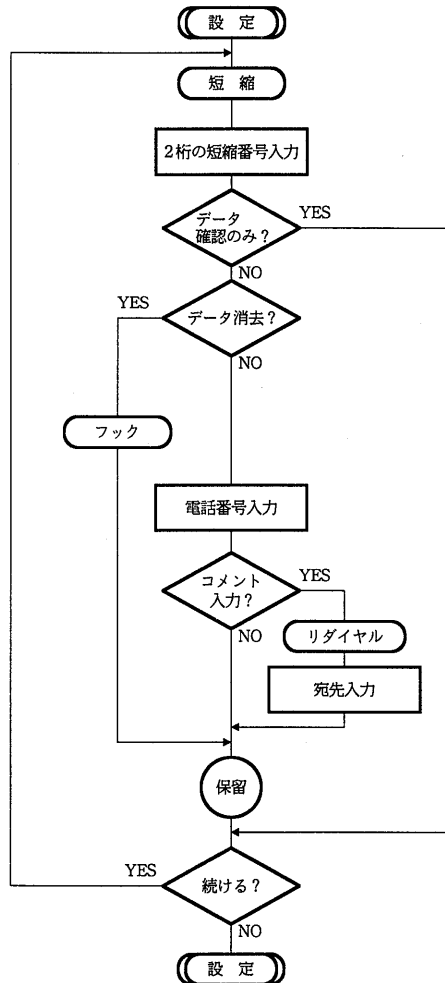 設 定
短 縮
2桁の短縮番号入力
データ
確認のみ？
YES
NO
YES
データ消去？
NO
フック
電話番号入力
コメント
入力？
YES
NO
リダイヤル
宛先入力
保留
YES
続ける？
NO
設 定